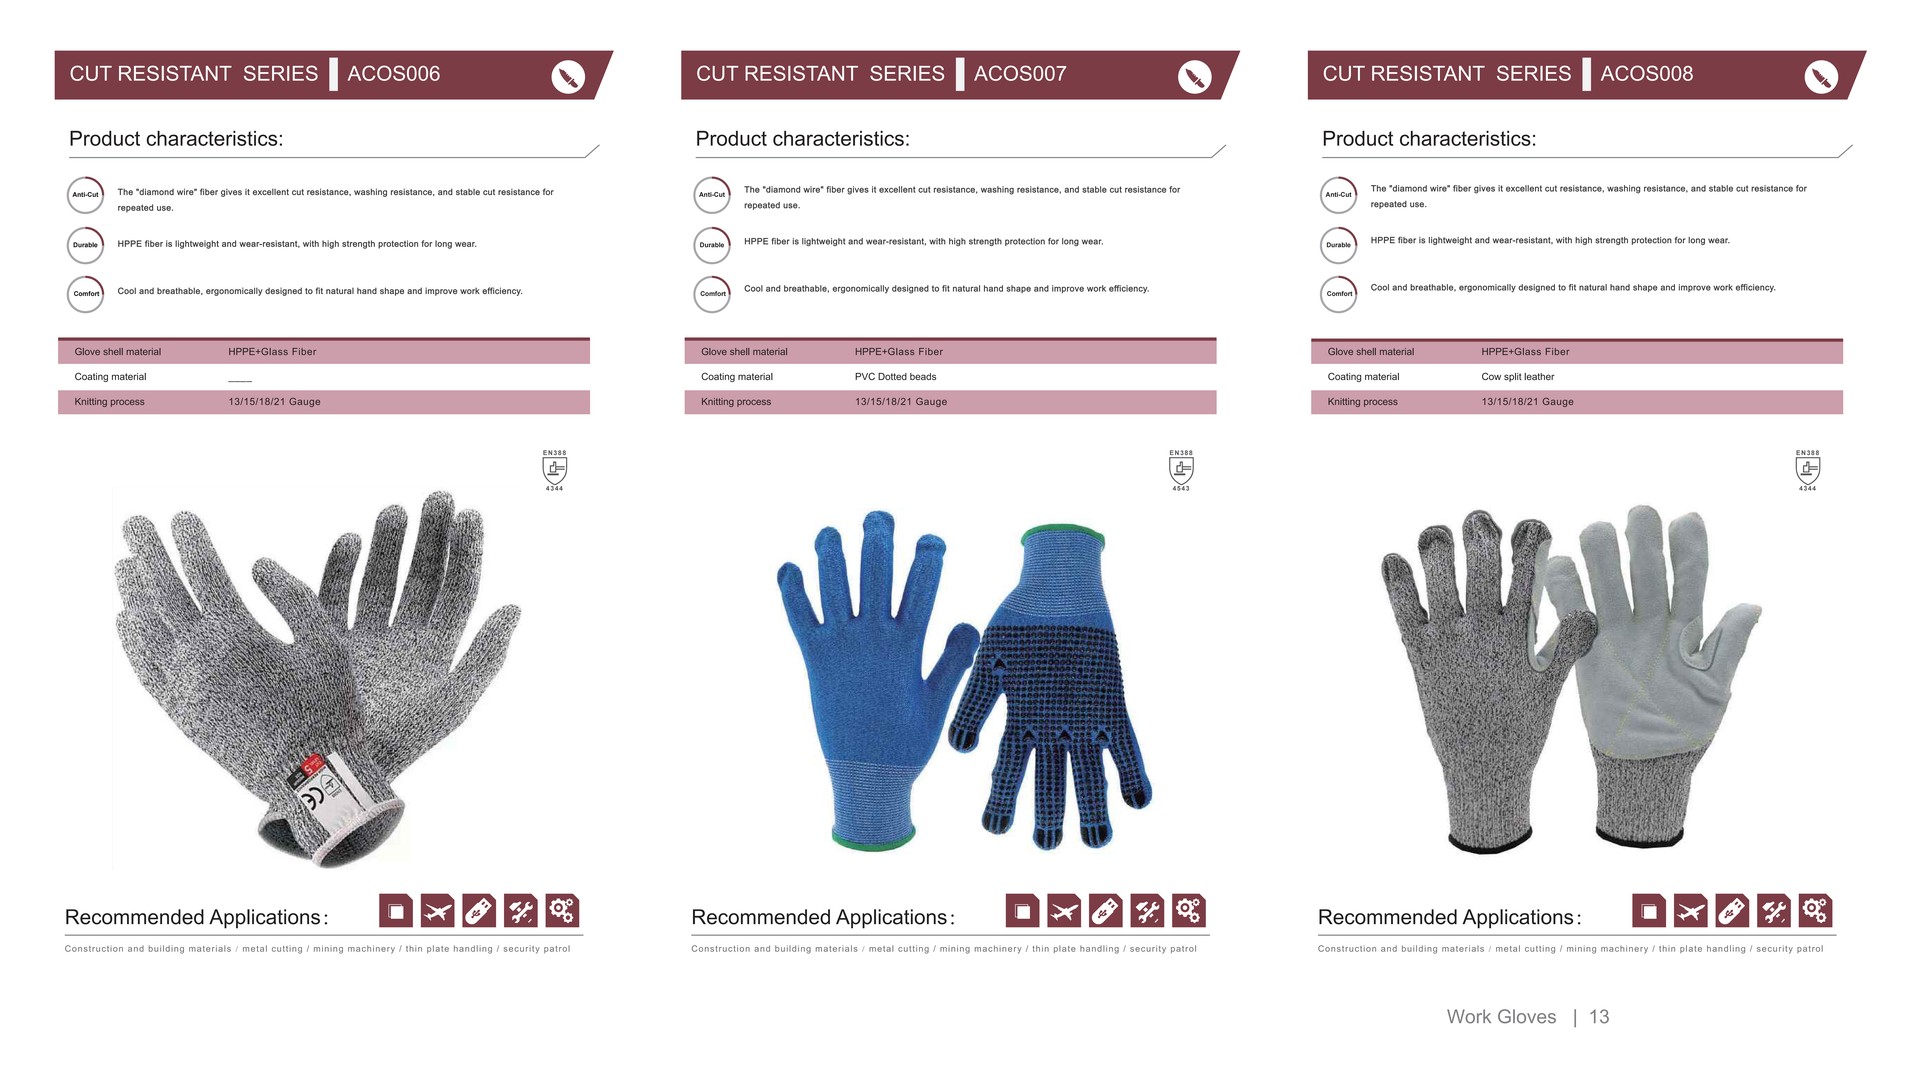 CUT RESISTANT SERIES | ACOS006
Product characteristics:
Anti-Cut
The "diamond wire" fiber gives it excellent cut resistance, washing resistance, and stable cut resistance for
repeated use.
Durable
HPPE fiber is lightweight and wear-resistant, with high strength protection for long wear.
Comfort
Cool and breathable, ergonomically designed to fit natural hand shape and improve work efficiency.
Glove shell material HPPE+Glass Fiber
Coating material ____
Knitting process 13/15/18/21 Gauge
EN388
4344
5
CE
Recommended Applications:
Construction and building materials / metal cutting / mining machinery / thin plate handling / security patrol
CUT RESISTANT SERIES | ACOS007
Product characteristics:
Anti-Cut
The "diamond wire" fiber gives it excellent cut resistance, washing resistance, and stable cut resistance for
repeated use.
Durable
HPPE fiber is lightweight and wear-resistant, with high strength protection for long wear.
Comfort
Cool and breathable, ergonomically designed to fit natural hand shape and improve work efficiency.
Glove shell material HPPE+Glass Fiber
Coating material PVC Dotted beads
Knitting process 13/15/18/21 Gauge
EN388
4543
Recommended Applications:
Construction and building materials / metal cutting / mining machinery / thin plate handling / security patrol
CUT RESISTANT SERIES | ACOS008
Product characteristics:
Anti-Cut
The "diamond wire" fiber gives it excellent cut resistance, washing resistance, and stable cut resistance for
repeated use.
Durable
HPPE fiber is lightweight and wear-resistant, with high strength protection for long wear.
Comfort
Cool and breathable, ergonomically designed to fit natural hand shape and improve work efficiency.
Glove shell material HPPE+Glass Fiber
Coating material Cow split leather
Knitting process 13/15/18/21 Gauge
EN388
4344
Recommended Applications:
Construction and building materials / metal cutting / mining machinery / thin plate handling / security patrol
Work Gloves | 13